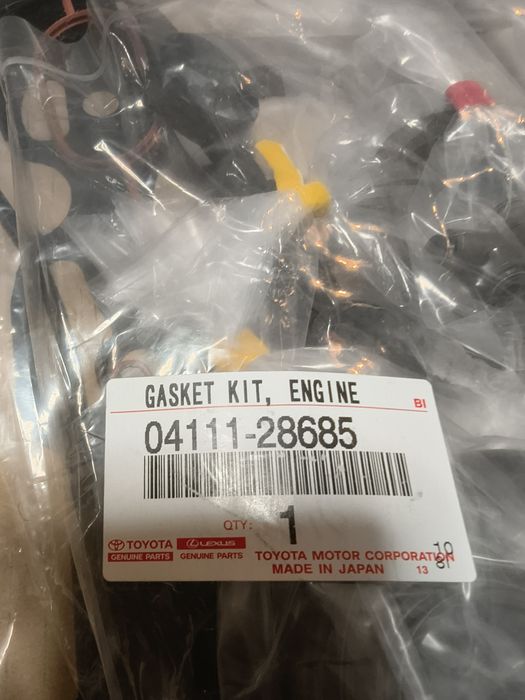 GASKET KIT, ENGINE
BI
04111-28685
QTY: 1
TOYOTA LEXUS
GENUINE PARTS GENUINE PARTS
TOYOTA MOTOR CORPORATION
MADE IN JAPAN 13